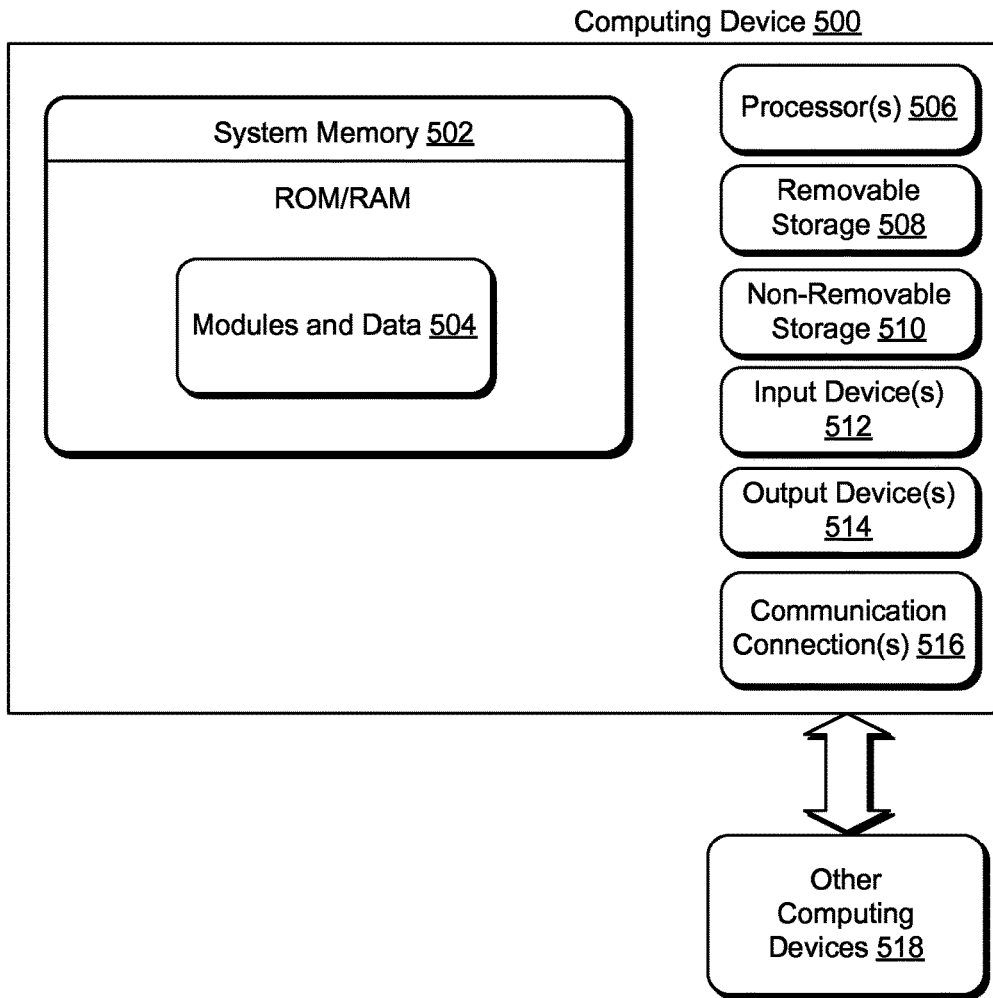 Computing Device 500
System Memory 502
ROM/RAM
Modules and Data 504
Processor(s) 506
Removable
Storage 508
Non-Removable
Storage 510
Input Device(s)
512
Output Device(s)
514
Communication
Connection(s) 516
Other
Computing
Devices 518